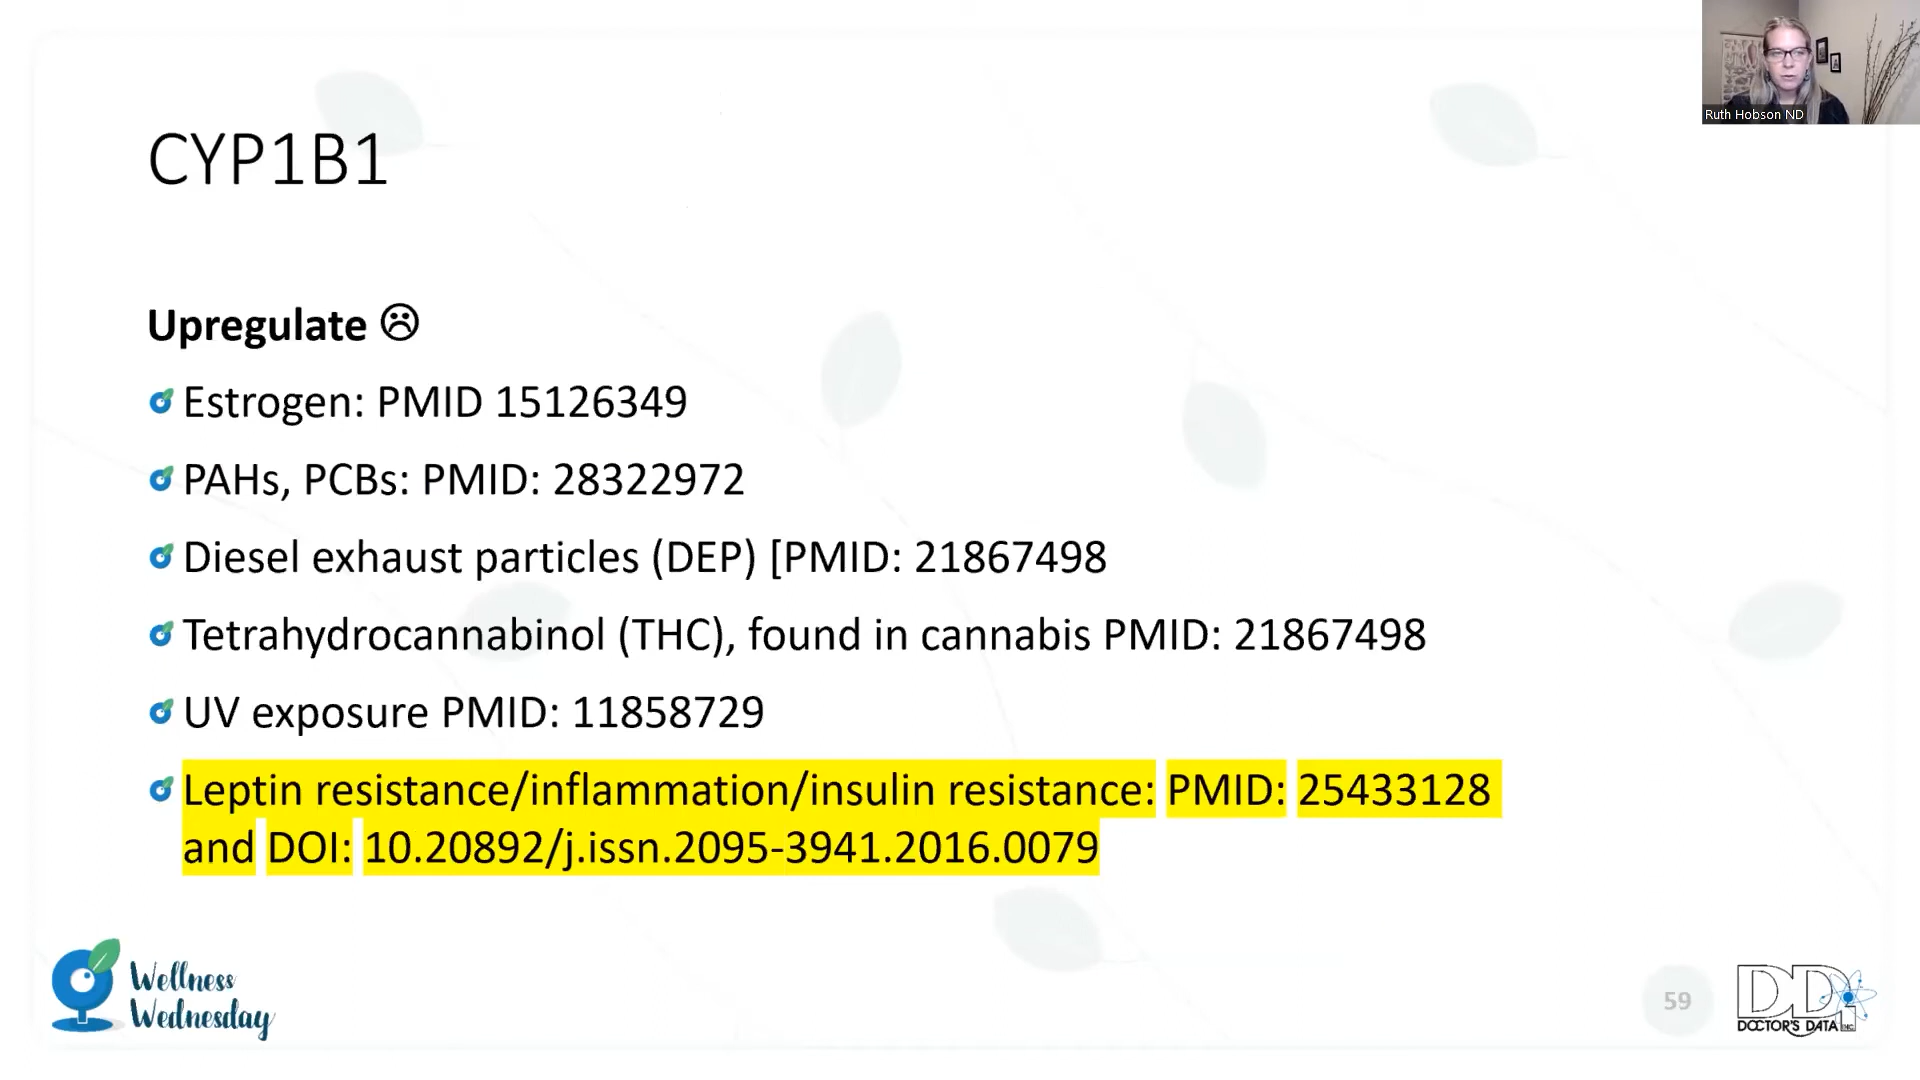 Ruth Hobson ND
CYP1B1
Upregulate ☹
Estrogen: PMID 15126349
PAHs, PCBs: PMID: 28322972
Diesel exhaust particles (DEP) [PMID: 21867498
Tetrahydrocannabinol (THC), found in cannabis PMID: 21867498
UV exposure PMID: 11858729
Leptin resistance/inflammation/insulin resistance: PMID: 25433128
and DOI: 10.20892/j.issn.2095-3941.2016.0079
Wellness
Wednesday
59
DDI
DOCTOR'S DATA INC.